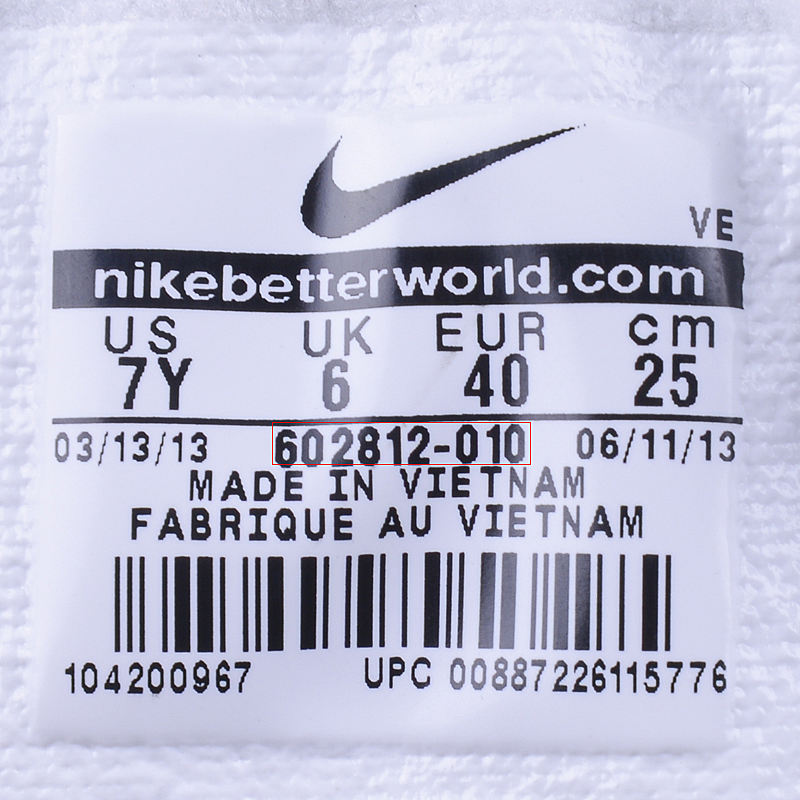 VE
nikebetterworld.com
US UK EUR cm
7Y 6 40 25
03/13/13 602812-010 06/11/13
MADE IN VIETNAM
FABRIQUE AU VIETNAM
104200967 UPC 00887226115776